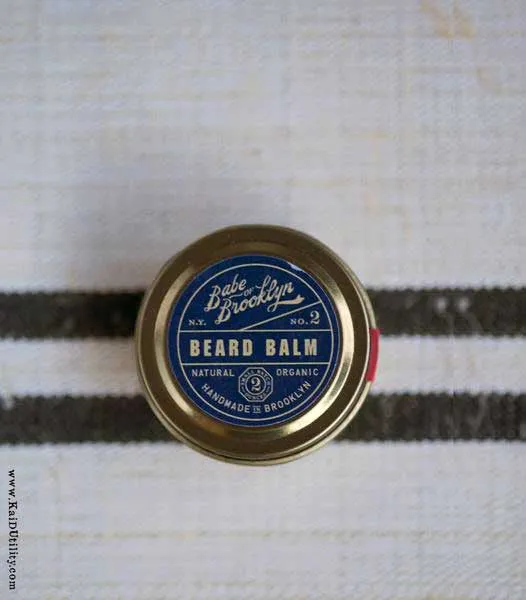 Babe OF
Brooklyn
N.Y. NO. 2
BEARD BALM
NATURAL ORGANIC
2
HANDMADE IN BROOKLYN
www.KaiDUtility.com